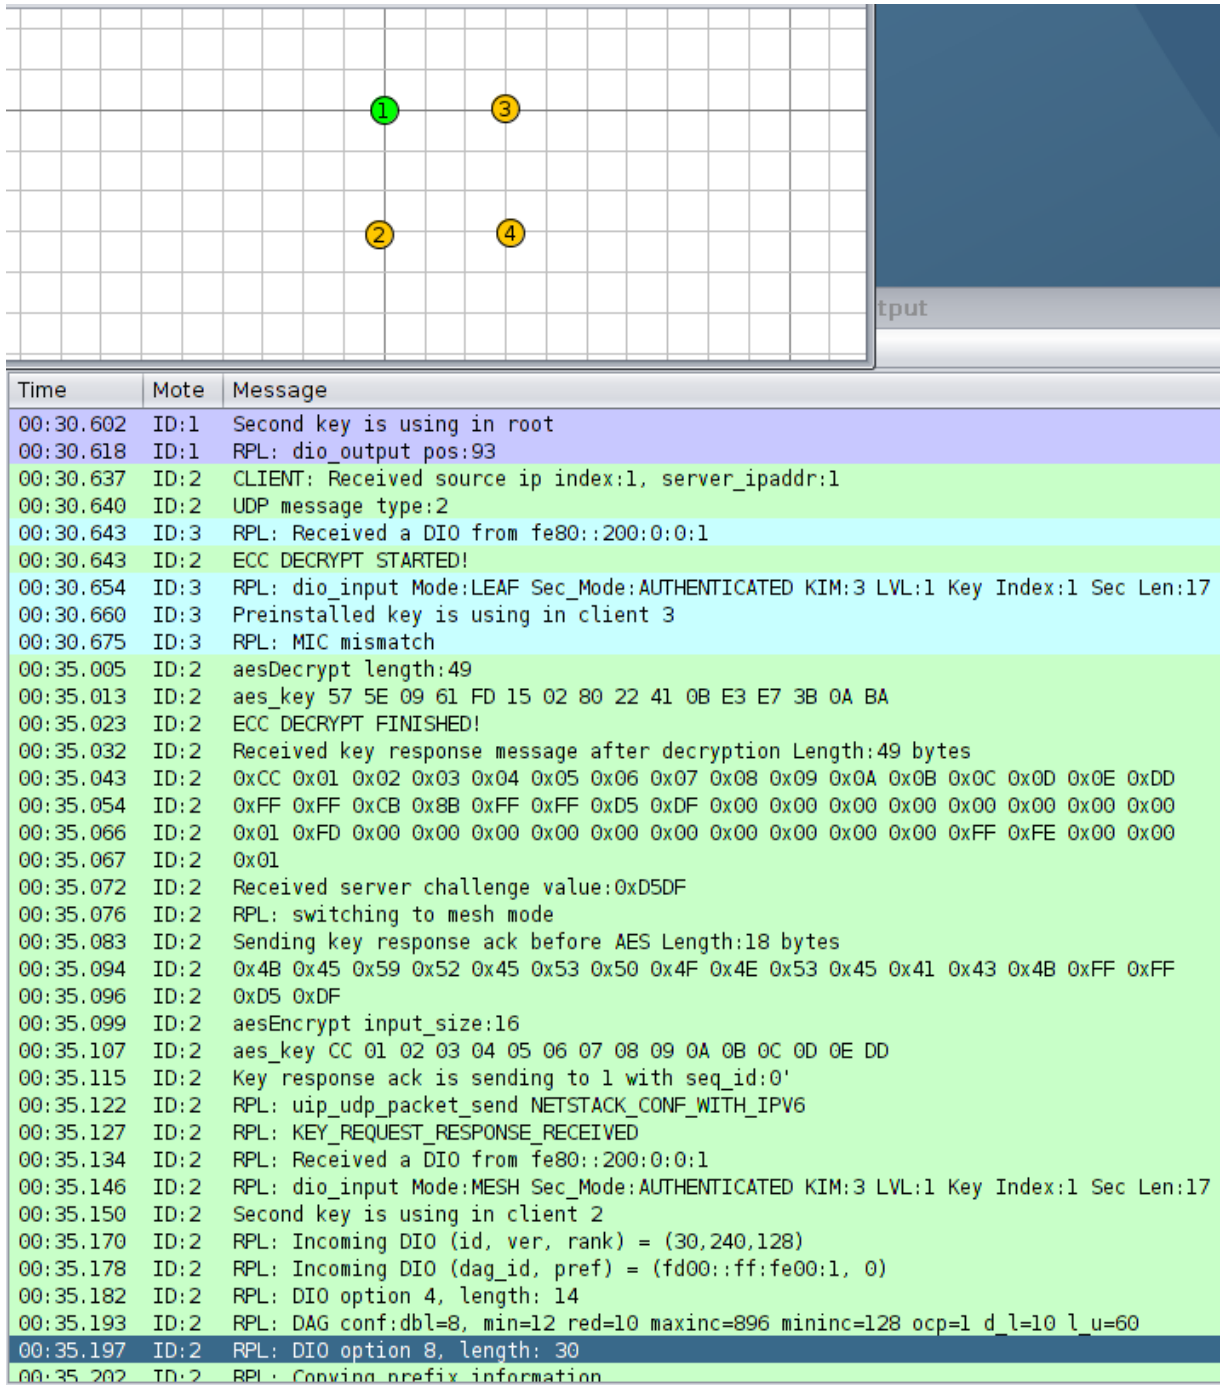 1
3
2
4
tput
Time Mote Message
00:30.602 ID:1 Second key is using in root
00:30.618 ID:1 RPL: dio_output pos:93
00:30.637 ID:2 CLIENT: Received source ip index:1, server_ipaddr:1
00:30.640 ID:2 UDP message type:2
00:30.643 ID:3 RPL: Received a DIO from fe80::200:0:0:1
00:30.643 ID:2 ECC DECRYPT STARTED!
00:30.654 ID:3 RPL: dio_input Mode:LEAF Sec_Mode:AUTHENTICATED KIM:3 LVL:1 Key Index:1 Sec Len:17
00:30.660 ID:3 Preinstalled key is using in client 3
00:30.675 ID:3 RPL: MIC mismatch
00:35.005 ID:2 aesDecrypt length:49
00:35.013 ID:2 aes_key 57 5E 09 61 FD 15 02 80 22 41 0B E3 E7 3B 0A BA
00:35.023 ID:2 ECC DECRYPT FINISHED!
00:35.032 ID:2 Received key response message after decryption Length:49 bytes
00:35.043 ID:2 0xCC 0x01 0x02 0x03 0x04 0x05 0x06 0x07 0x08 0x09 0x0A 0x0B 0x0C 0x0D 0x0E 0xDD
00:35.054 ID:2 0xFF 0xFF 0xCB 0x8B 0xFF 0xFF 0xD5 0xDF 0x00 0x00 0x00 0x00 0x00 0x00 0x00 0x00
00:35.066 ID:2 0x01 0xFD 0x00 0x00 0x00 0x00 0x00 0x00 0x00 0x00 0x00 0x00 0xFF 0xFE 0x00 0x00
00:35.067 ID:2 0x01
00:35.072 ID:2 Received server challenge value:0xD5DF
00:35.076 ID:2 RPL: switching to mesh mode
00:35.083 ID:2 Sending key response ack before AES Length:18 bytes
00:35.094 ID:2 0x4B 0x45 0x59 0x52 0x45 0x53 0x50 0x4F 0x4E 0x53 0x45 0x41 0x43 0x4B 0xFF 0xFF
00:35.096 ID:2 0xD5 0xDF
00:35.099 ID:2 aesEncrypt input_size:16
00:35.107 ID:2 aes_key CC 01 02 03 04 05 06 07 08 09 0A 0B 0C 0D 0E DD
00:35.115 ID:2 Key response ack is sending to 1 with seq_id:0'
00:35.122 ID:2 RPL: uip_udp_packet_send NETSTACK_CONF_WITH_IPV6
00:35.127 ID:2 RPL: KEY_REQUEST_RESPONSE_RECEIVED
00:35.134 ID:2 RPL: Received a DIO from fe80::200:0:0:1
00:35.146 ID:2 RPL: dio_input Mode:MESH Sec_Mode:AUTHENTICATED KIM:3 LVL:1 Key Index:1 Sec Len:17
00:35.150 ID:2 Second key is using in client 2
00:35.170 ID:2 RPL: Incoming DIO (id, ver, rank) = (30,240,128)
00:35.178 ID:2 RPL: Incoming DIO (dag_id, pref) = (fd00::ff:fe00:1, 0)
00:35.182 ID:2 RPL: DIO option 4, length: 14
00:35.193 ID:2 RPL: DAG conf:dbl=8, min=12 red=10 maxinc=896 mininc=128 ocp=1 d_l=10 l_u=60
00:35.197 ID:2 RPL: DIO option 8, length: 30
00:35.202 ID:2 RPL: Copying prefix information